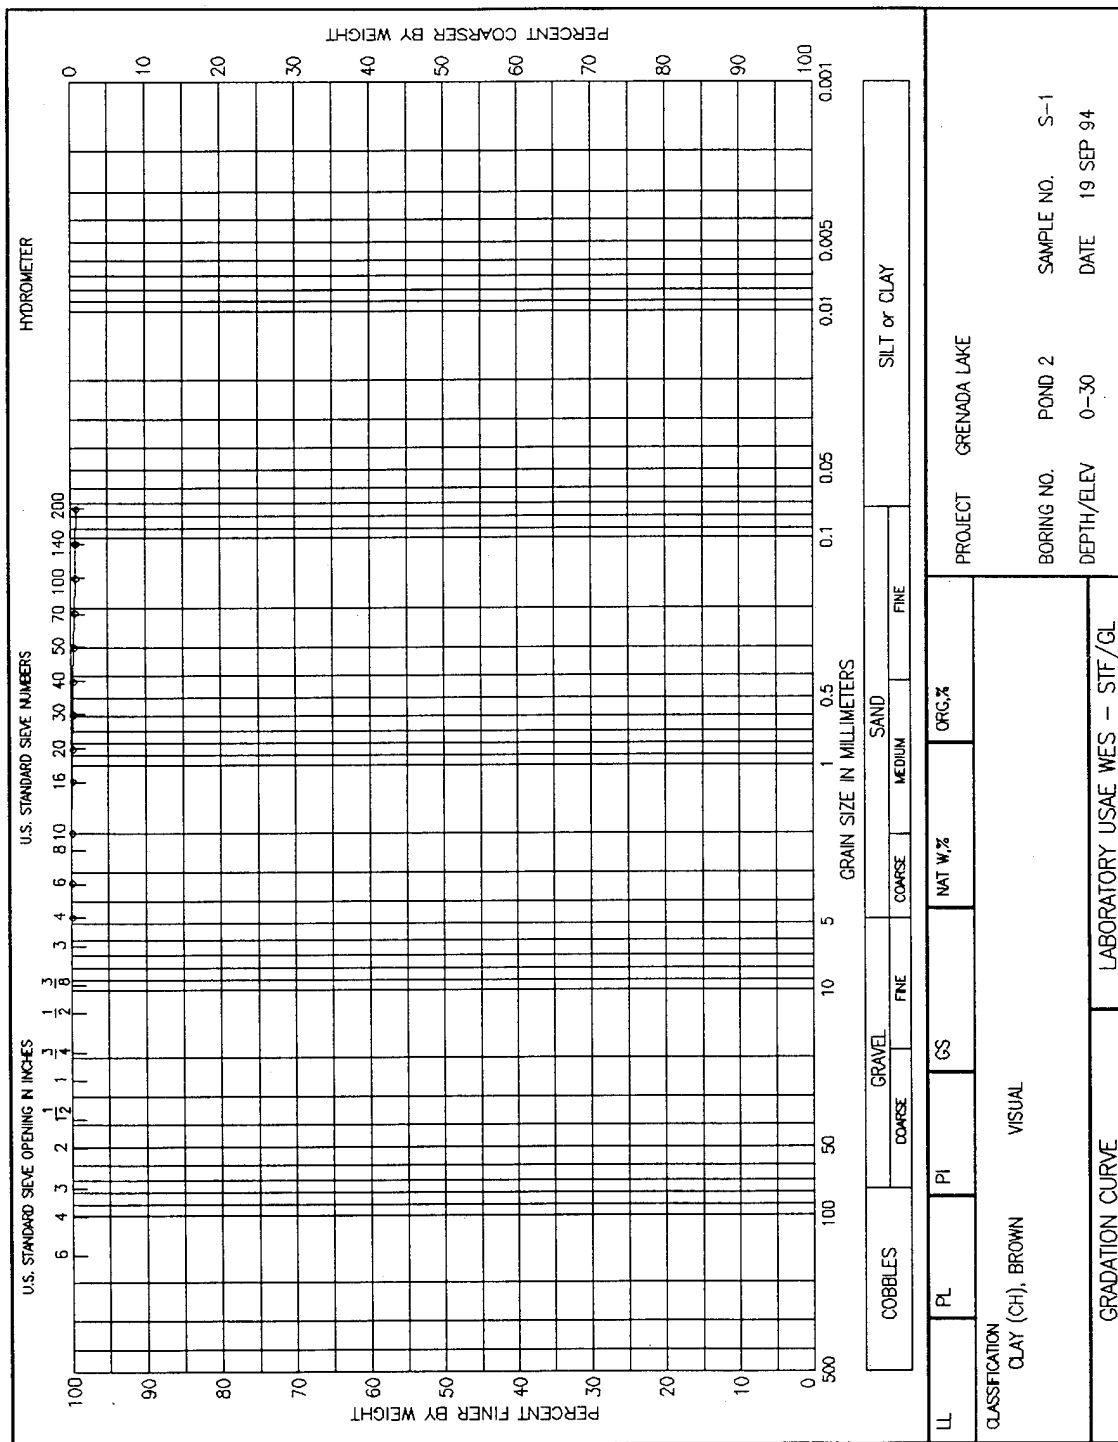 U.S. STANDARD SIEVE OPENING IN INCHES U.S. STANDARD SIEVE NUMBERS HYDROMETER
6 4 3 2 1 1/2 1 3/4 1/2 3/8 3 4 6 8 10 16 20 30 40 50 70 100 140 200
100 90 80 70 60 50 40 30 20 10 0
PERCENT FINER BY WEIGHT
0 10 20 30 40 50 60 70 80 90 100
PERCENT COARSER BY WEIGHT
500 100 50 10 5 1 0.5 0.1 0.05 0.01 0.005 0.001
GRAIN SIZE IN MILLIMETERS
COBBLES GRAVEL SAND SILT or CLAY
COARSE FINE COARSE MEDIUM FINE
LL PL PI GS NAT W,% ORG,%
CLASSIFICATION
CLAY (CH), BROWN VISUAL
PROJECT GRENADA LAKE
BORING NO. POND 2 SAMPLE NO. S-1
DEPTH/ELEV 0-30 DATE 19 SEP 94
GRADATION CURVE LABORATORY USAE WES - STF/GL